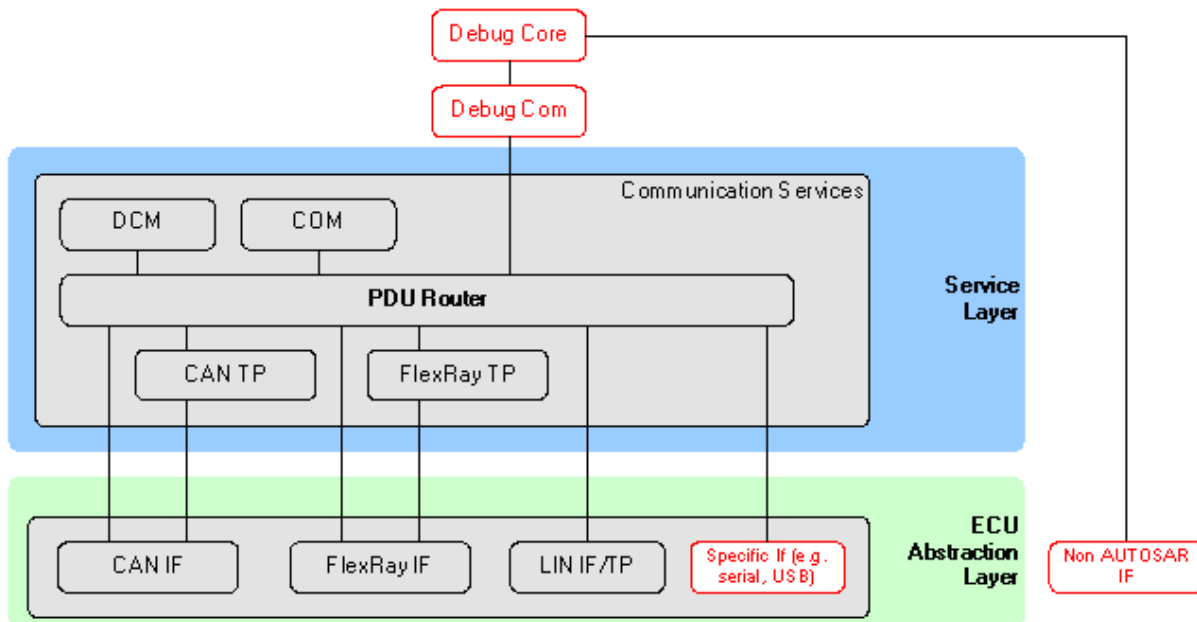 Debug Core
Debug Com
Communication Services
DCM
COM
PDU Router
Service
Layer
CAN TP
FlexRay TP
ECU
Abstraction
Layer
CAN IF
FlexRay IF
LIN IF/TP
Specific If (e.g.
serial, USB)
Non AUTOSAR
IF